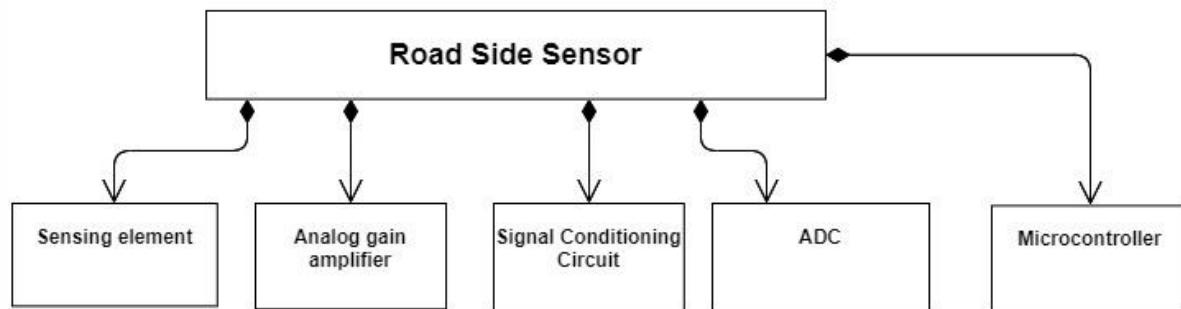 Road Side Sensor
Sensing element
Analog gain
amplifier
Signal Conditioning
Circuit
ADC
Microcontroller